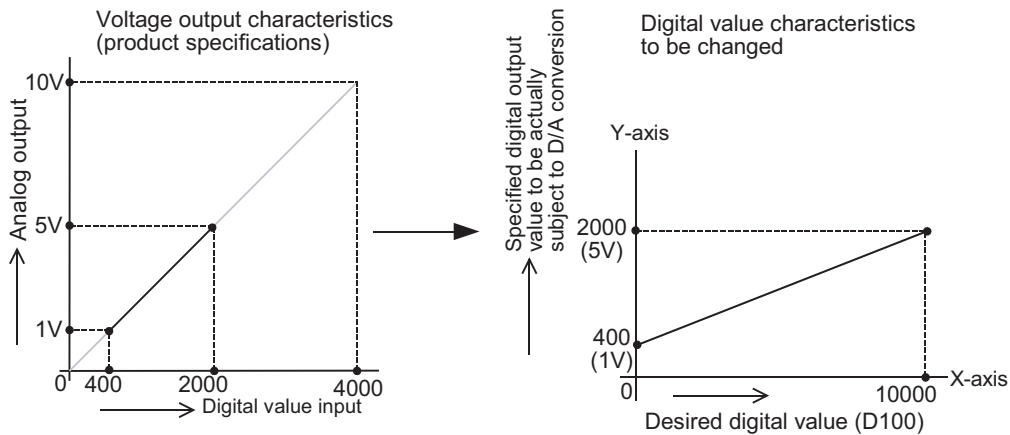 Voltage output characteristics
(product specifications)
10V
5V
1V
0
400
2000
4000
Analog output
Digital value input
Digital value characteristics
to be changed
Specified digital output
value to be actually
subject to D/A conversion
Y-axis
2000
(5V)
400
(1V)
0
10000
X-axis
Desired digital value (D100)